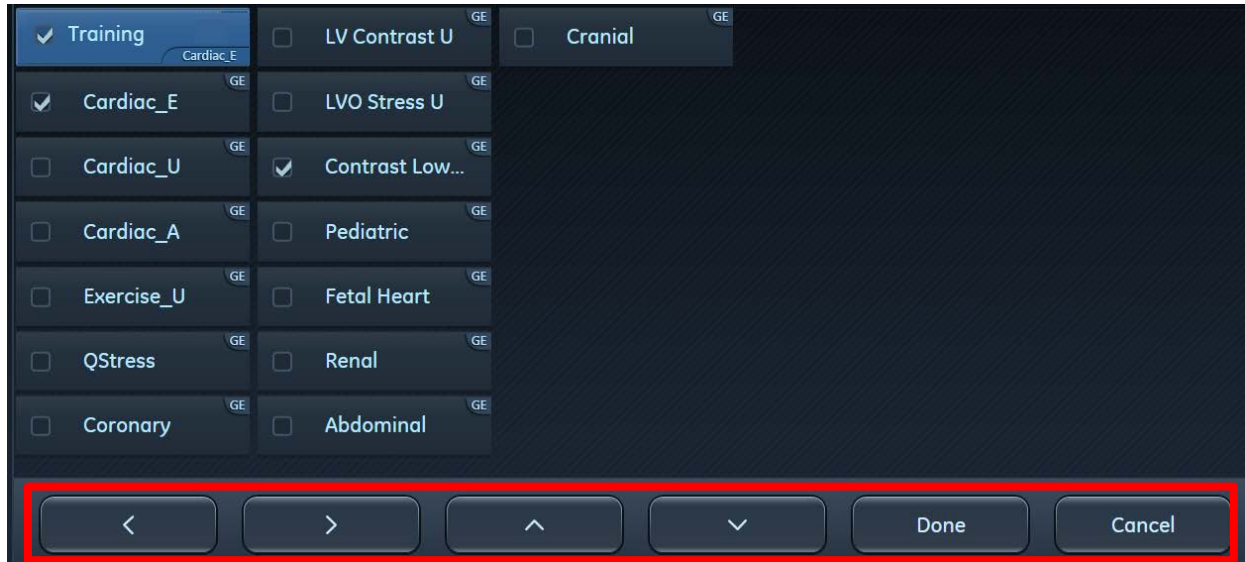 Training
Cardiac_E
Cardiac_E GE
Cardiac_U GE
Cardiac_A GE
Exercise_U GE
QStress GE
Coronary GE
LV Contrast U GE
LVO Stress U GE
Contrast Low... GE
Pediatric GE
Fetal Heart GE
Renal GE
Abdominal GE
Cranial GE
< > ^ ⌄ Done Cancel